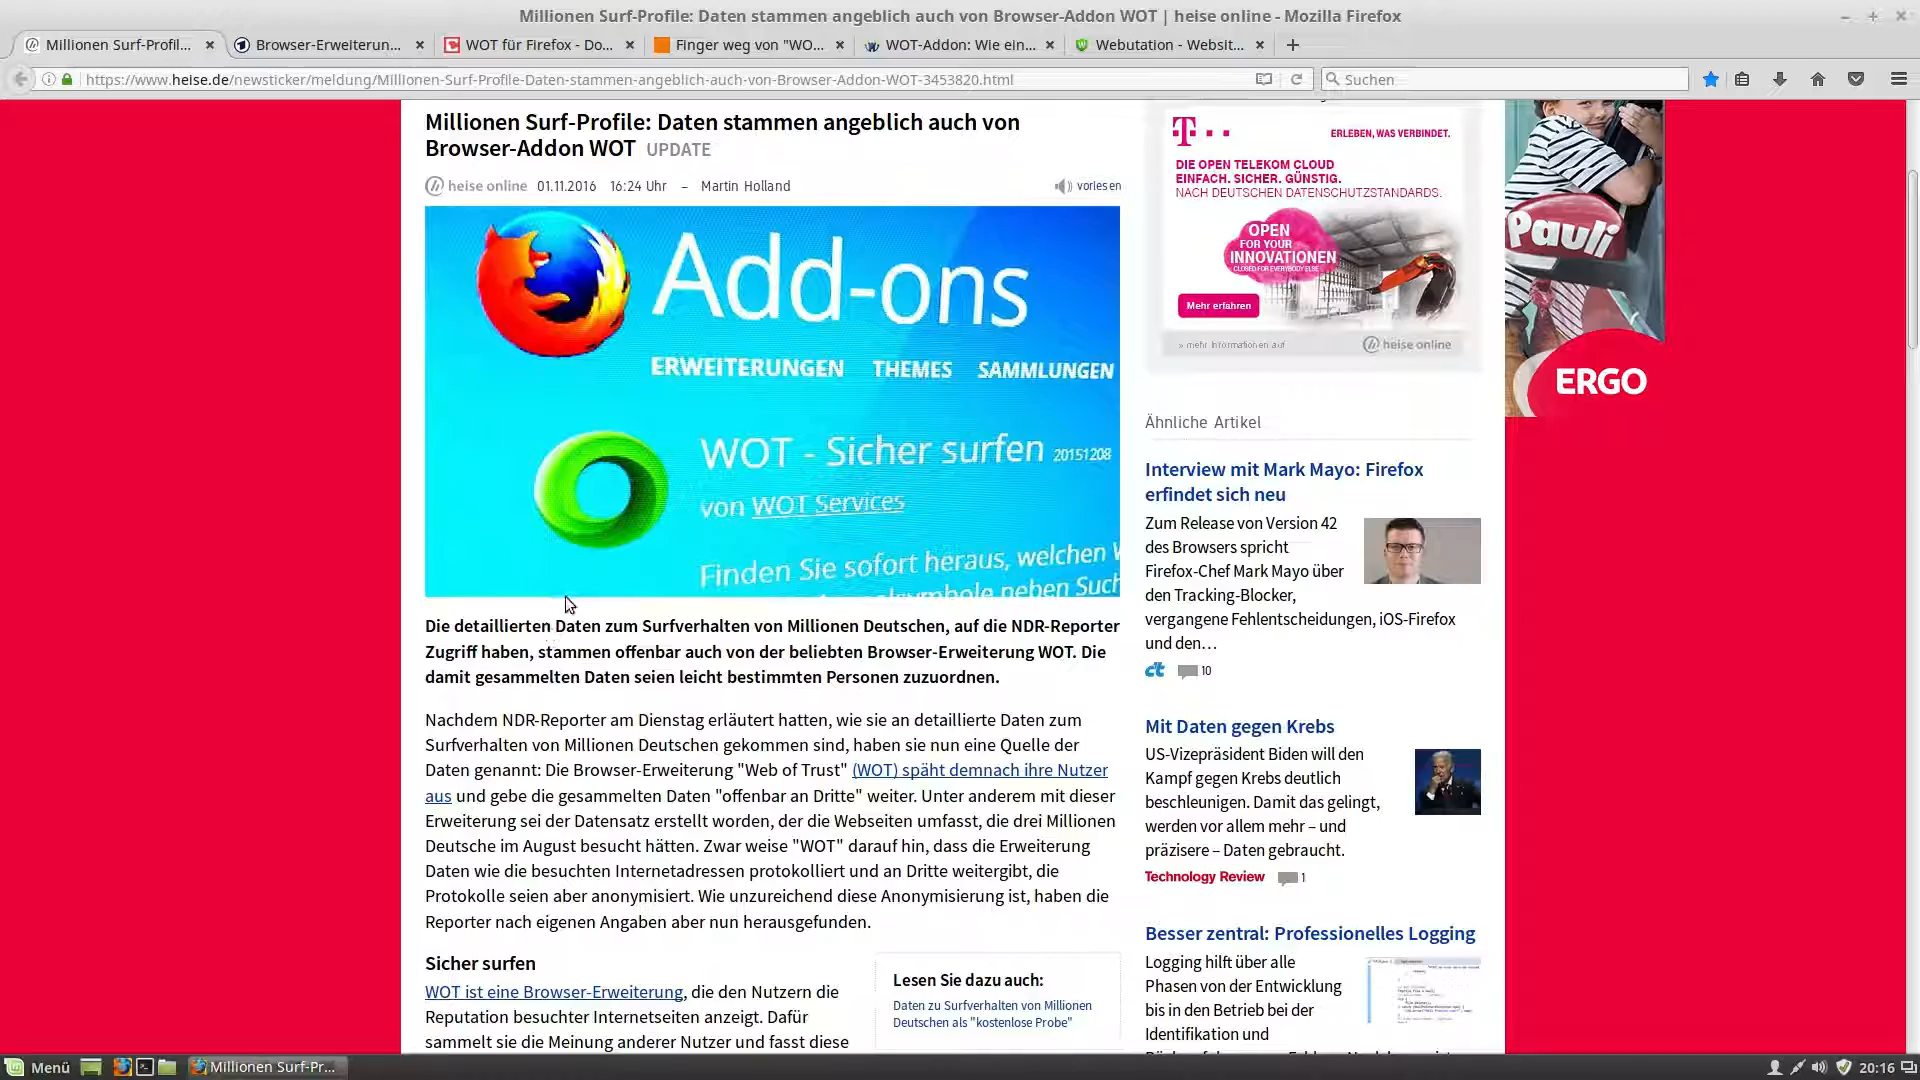 Millionen Surf-Profile: Daten stammen angeblich auch von Browser-Addon WOT | heise online - Mozilla Firefox
Millionen Surf-Profil...
Browser-Erweiterun...
WOT für Firefox - Do...
Finger weg von "WO...
WOT-Addon: Wie ein...
Webutation - Websit...
https://www.heise.de/newsticker/meldung/Millionen-Surf-Profile-Daten-stammen-angeblich-auch-von-Browser-Addon-WOT-3453820.html
Suchen
Millionen Surf-Profile: Daten stammen angeblich auch von
Browser-Addon WOT UPDATE
heise online 01.11.2016 16:24 Uhr – Martin Holland
vorlesen
Add-ons
ERWEITERUNGEN THEMES SAMMLUNGEN
WOT - Sicher surfen 20151208
von WOT Services
Finden Sie sofort heraus, welchen
neben Such
Die detaillierten Daten zum Surfverhalten von Millionen Deutschen, auf die NDR-Reporter
Zugriff haben, stammen offenbar auch von der beliebten Browser-Erweiterung WOT. Die
damit gesammelten Daten seien leicht bestimmten Personen zuzuordnen.
Nachdem NDR-Reporter am Dienstag erläutert hatten, wie sie an detaillierte Daten zum
Surfverhalten von Millionen Deutschen gekommen sind, haben sie nun eine Quelle der
Daten genannt: Die Browser-Erweiterung "Web of Trust" (WOT) späht demnach ihre Nutzer
aus und gebe die gesammelten Daten "offenbar an Dritte" weiter. Unter anderem mit dieser
Erweiterung sei der Datensatz erstellt worden, der die Webseiten umfasst, die drei Millionen
Deutsche im August besucht hätten. Zwar weise "WOT" darauf hin, dass die Erweiterung
Daten wie die besuchten Internetadressen protokolliert und an Dritte weitergibt, die
Protokolle seien aber anonymisiert. Wie unzureichend diese Anonymisierung ist, haben die
Reporter nach eigenen Angaben aber nun herausgefunden.
Sicher surfen
WOT ist eine Browser-Erweiterung, die den Nutzern die
Reputation besuchter Internetseiten anzeigt. Dafür
sammelt sie die Meinung anderer Nutzer und fasst diese
Lesen Sie dazu auch:
Daten zu Surfverhalten von Millionen
Deutschen als "kostenlose Probe"
T
ERLEBEN, WAS VERBINDET.
DIE OPEN TELEKOM CLOUD
EINFACH. SICHER. GÜNSTIG.
NACH DEUTSCHEN DATENSCHUTZSTANDARDS.
OPEN
FOR YOUR
INNOVATIONEN
CLOSED FOR EVERYBODY ELSE
Mehr erfahren
» mehr Informationen auf
heise online
Ähnliche Artikel
Interview mit Mark Mayo: Firefox
erfindet sich neu
Zum Release von Version 42
des Browsers spricht
Firefox-Chef Mark Mayo über
den Tracking-Blocker,
vergangene Fehlentscheidungen, iOS-Firefox
und den…
c't 10
Mit Daten gegen Krebs
US-Vizepräsident Biden will den
Kampf gegen Krebs deutlich
beschleunigen. Damit das gelingt,
werden vor allem mehr – und
präzisere – Daten gebraucht.
Technology Review 1
Besser zentral: Professionelles Logging
Logging hilft über alle
Phasen von der Entwicklung
bis in den Betrieb bei der
Identifikation und
Pauli
ERGO
Menü
Millionen Surf-Pr...
20:16